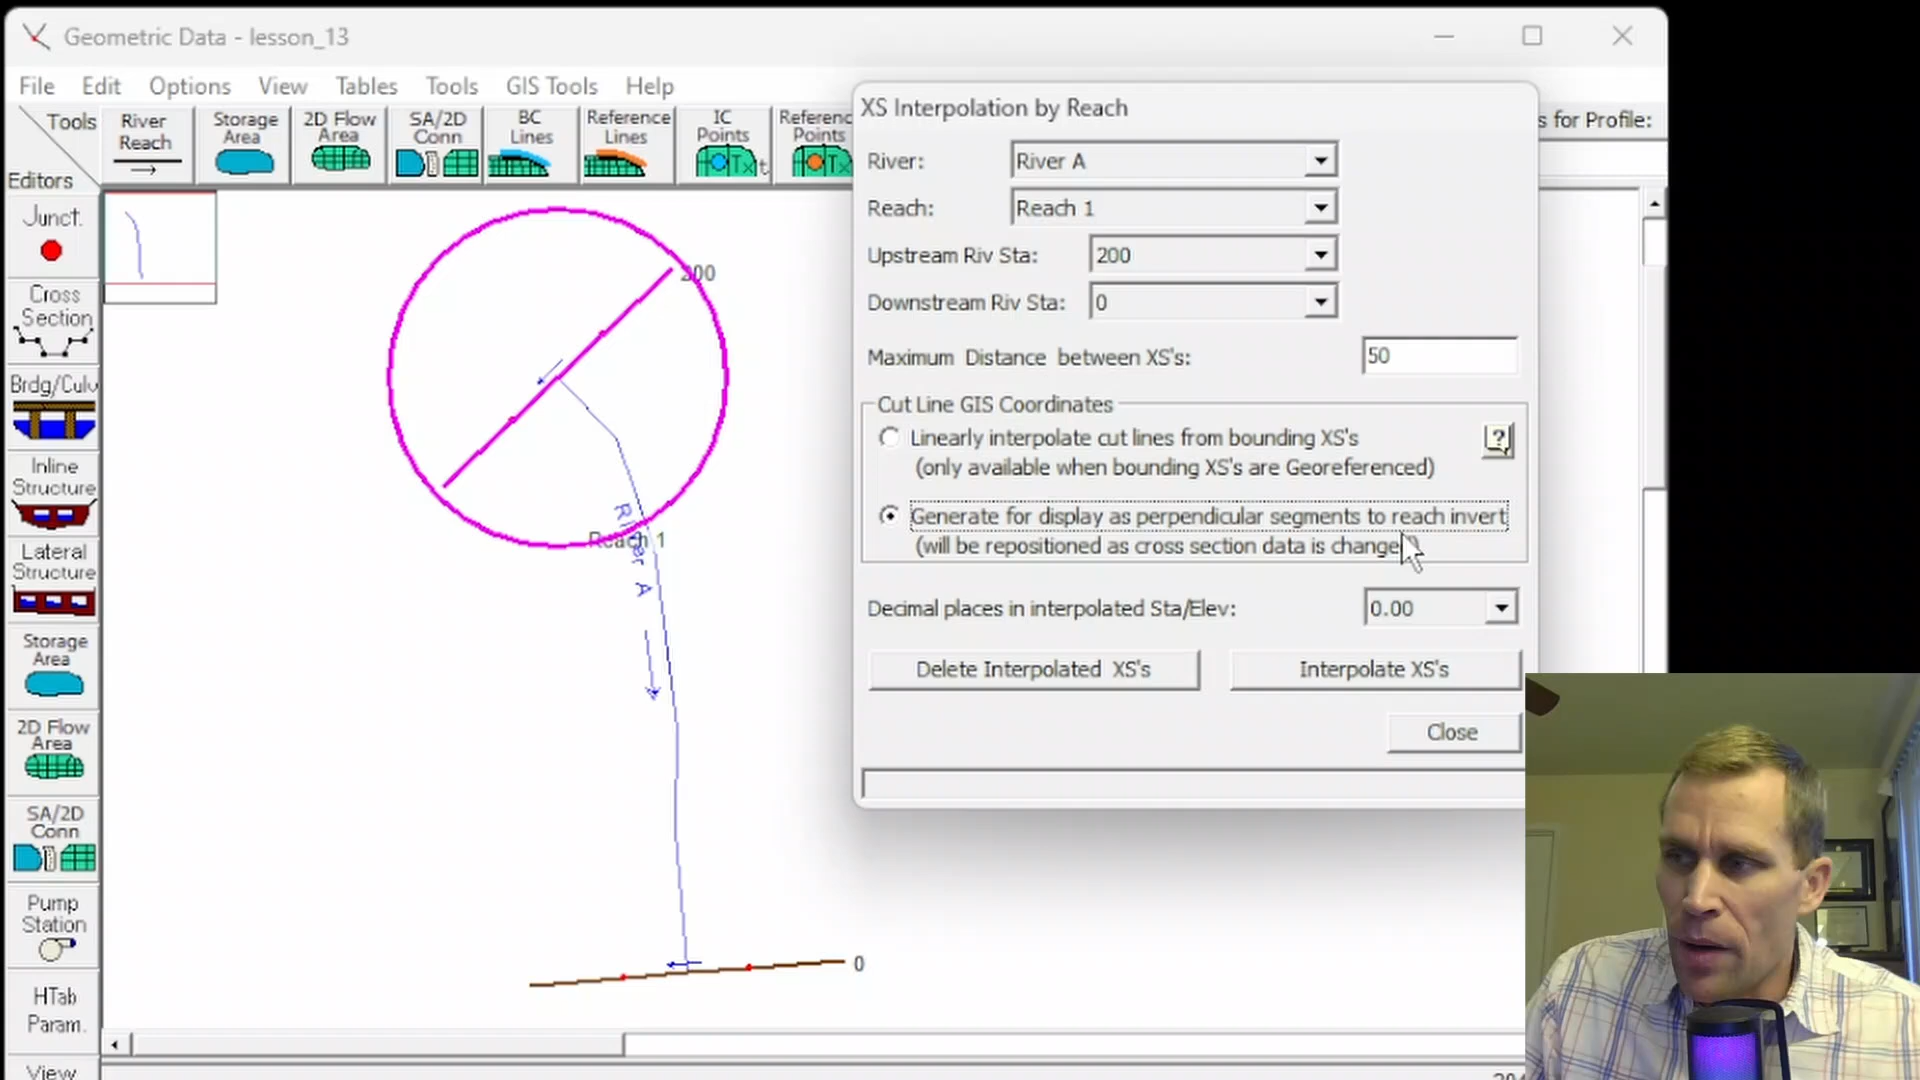 Geometric Data - lesson_13
File Edit Options View Tables Tools GIS Tools Help
Tools
Editors
River
Reach
Storage
Area
2D Flow
Area
SA/2D
Conn
BC
Lines
Reference
Lines
IC
Points
Referenc
Points
s for Profile:
Junct.
Cross
Section
Brdg/Culv
Inline
Structure
Lateral
Structure
Storage
Area
2D Flow
Area
SA/2D
Conn
Pump
Station
HTab
Param.
View
200
River A
Reach 1
0
XS Interpolation by Reach
River: River A
Reach: Reach 1
Upstream Riv Sta: 200
Downstream Riv Sta: 0
Maximum Distance between XS's: 50
Cut Line GIS Coordinates
Linearly interpolate cut lines from bounding XS's
(only available when bounding XS's are Georeferenced)
Generate for display as perpendicular segments to reach invert
(will be repositioned as cross section data is changed)
Decimal places in interpolated Sta/Elev: 0.00
Delete Interpolated XS's Interpolate XS's
Close